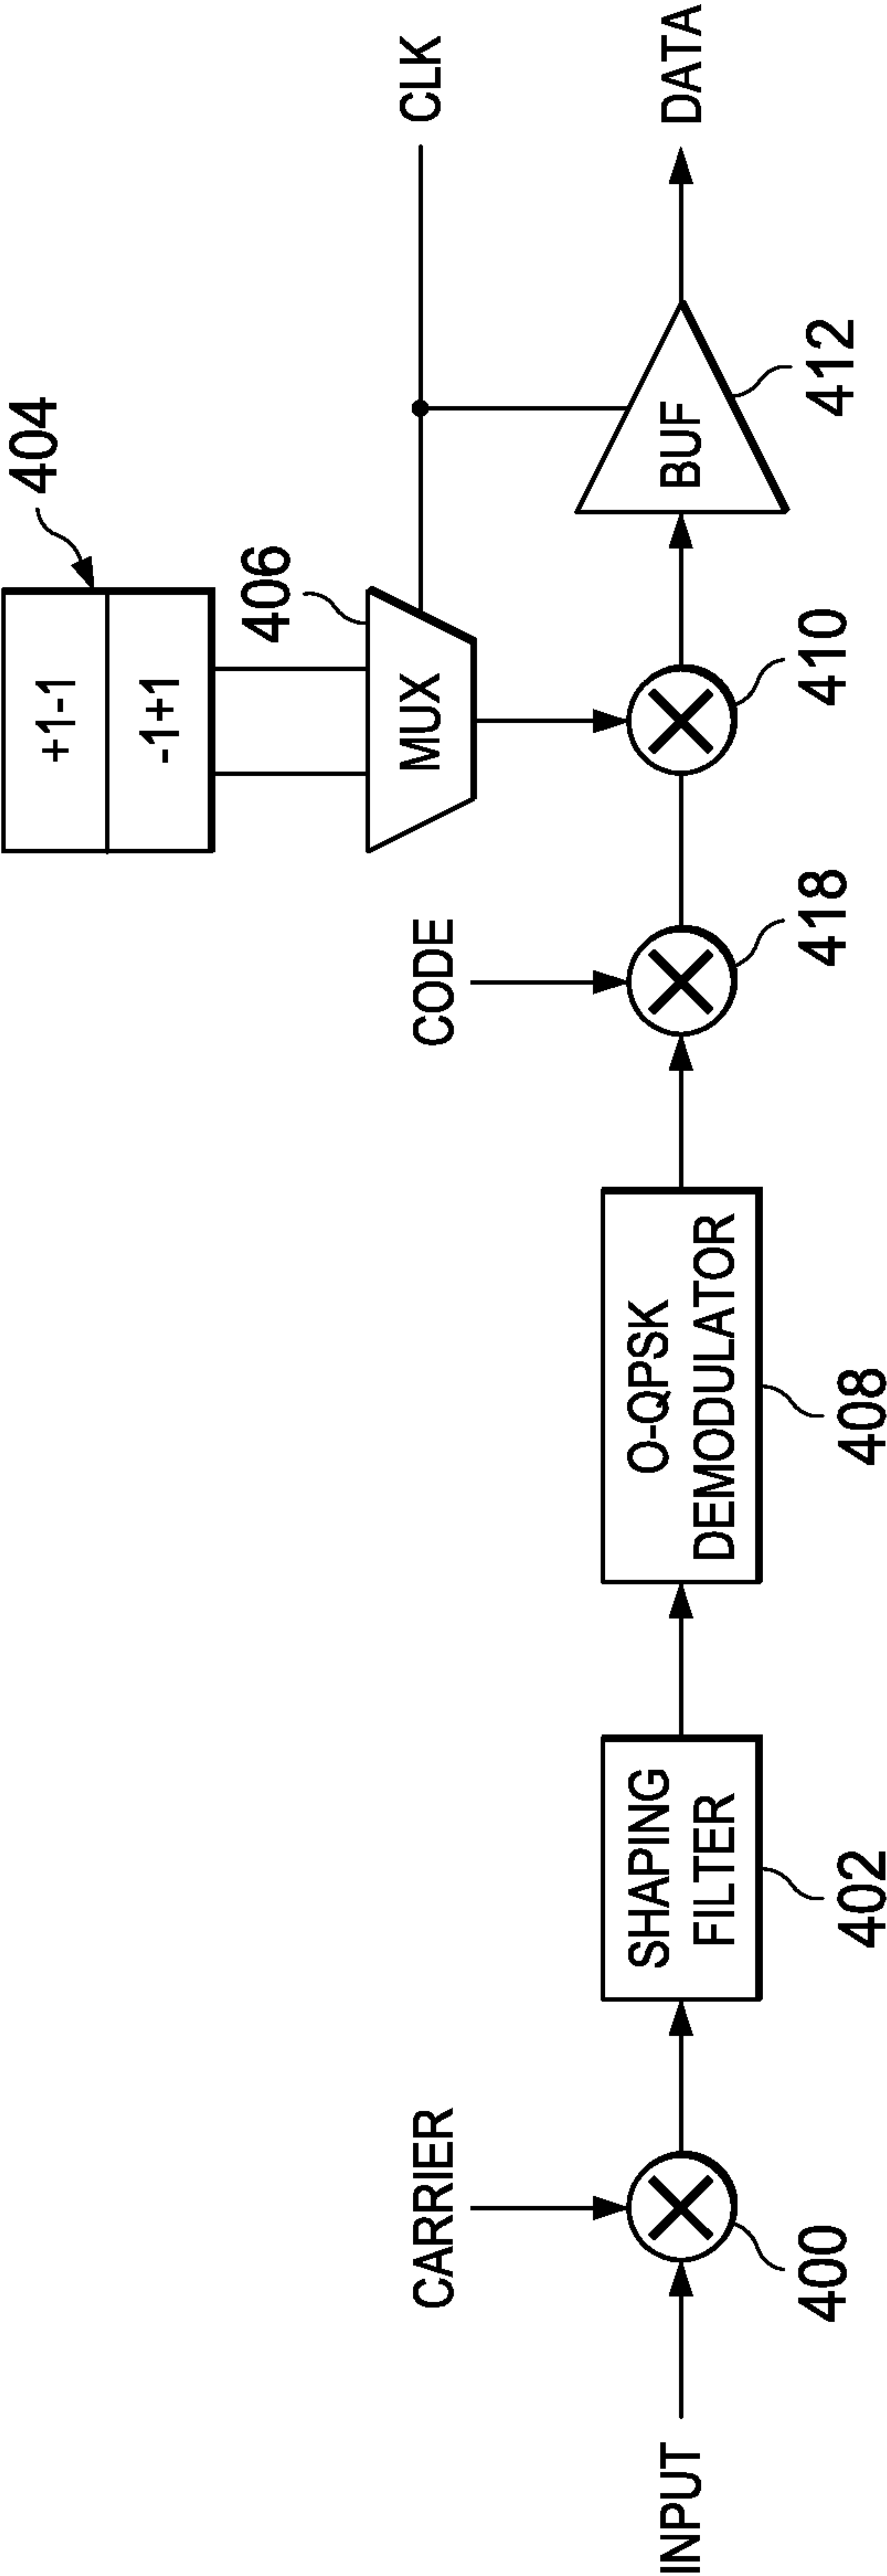 404
+1-1
-1+1
406
MUX
CLK
CARRIER
CODE
INPUT
SHAPING
FILTER
O-QPSK
DEMODULATOR
BUF
DATA
400
402
408
418
410
412